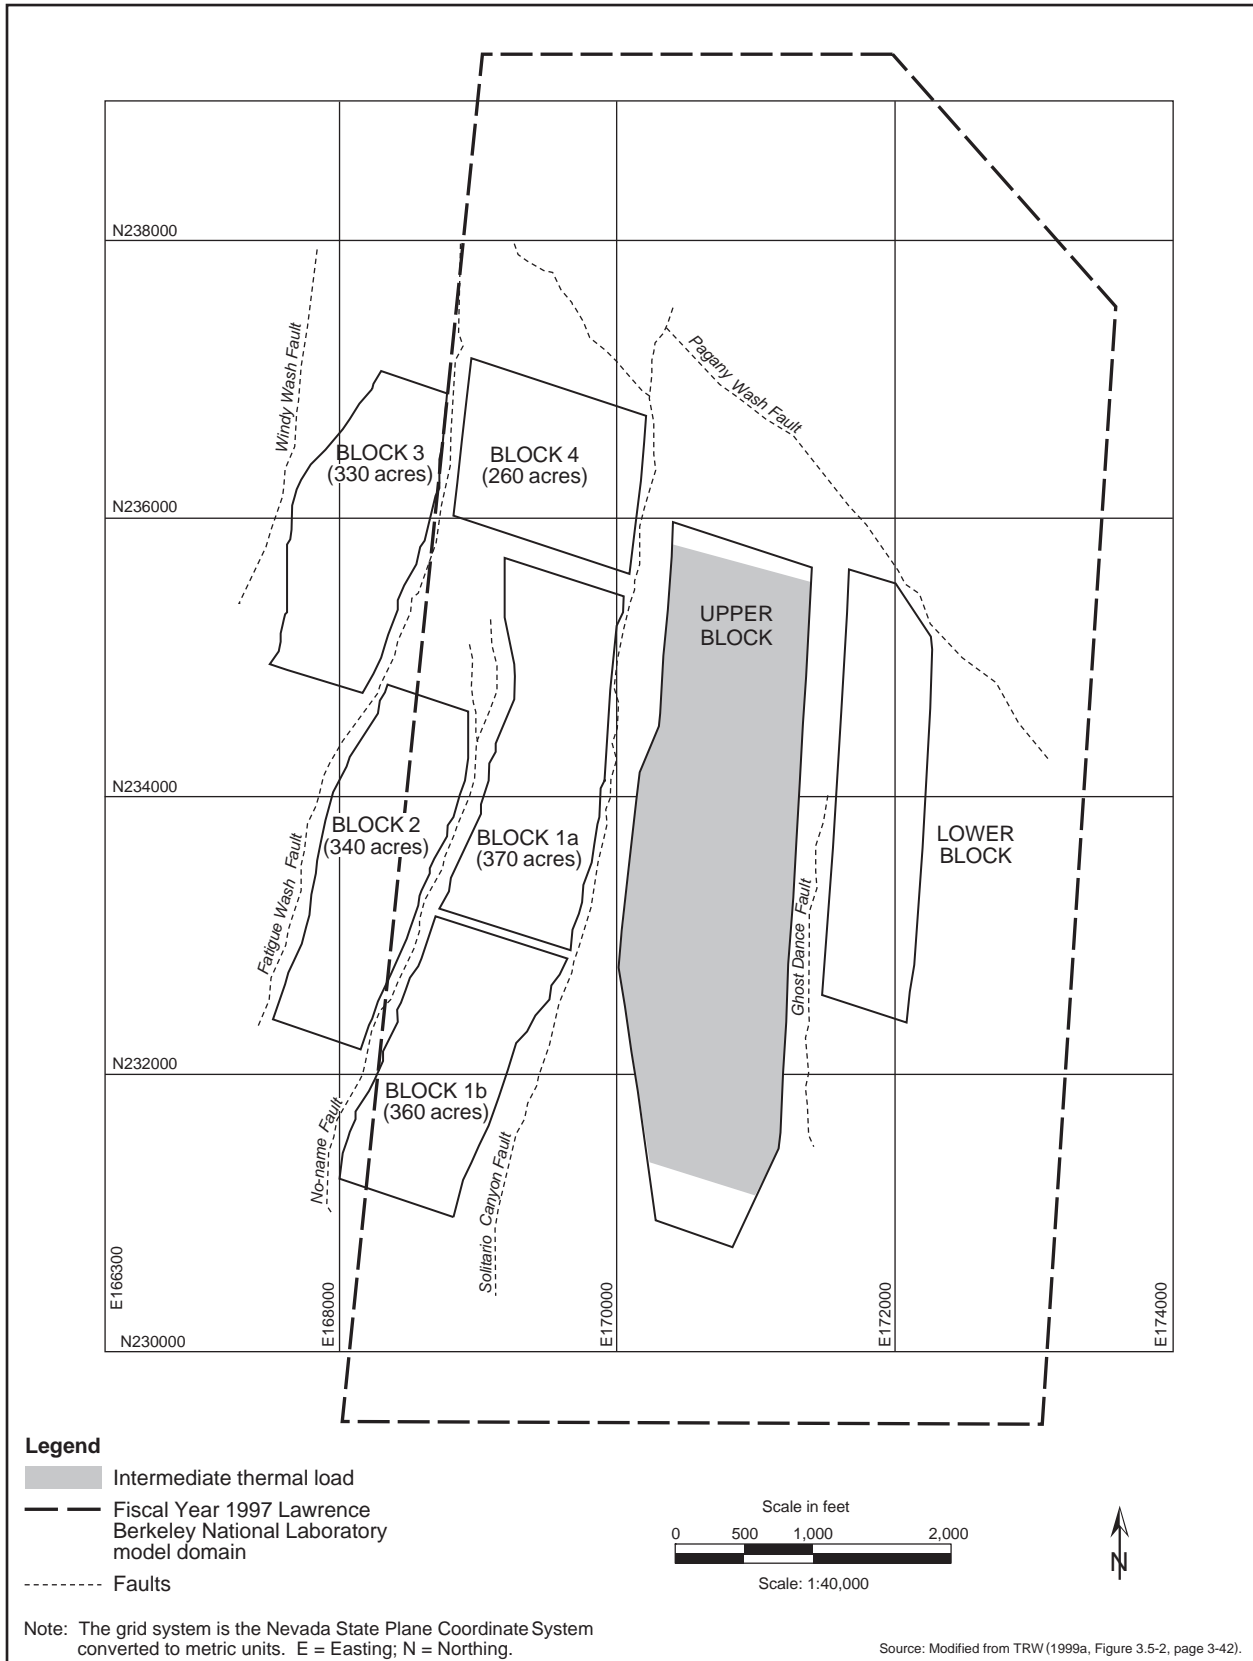 N238000
Windy Wash Fault
Pagany Wash Fault
BLOCK 3
(330 acres)
BLOCK 4
(260 acres)
N236000
UPPER
BLOCK
N234000
BLOCK 2
(340 acres)
BLOCK 1a
(370 acres)
LOWER
BLOCK
Fatigue Wash Fault
Ghost Dance Fault
N232000
BLOCK 1b
(360 acres)
No-name Fault
Solitario Canyon Fault
E166300
E168000
E170000
E172000
E174000
N230000
Legend
Intermediate thermal load
Fiscal Year 1997 Lawrence
Berkeley National Laboratory
model domain
Faults
Scale in feet
0 500 1,000 2,000
Scale: 1:40,000
N
Note: The grid system is the Nevada State Plane Coordinate System
converted to metric units. E = Easting; N = Northing.
Source: Modified from TRW (1999a, Figure 3.5-2, page 3-42).